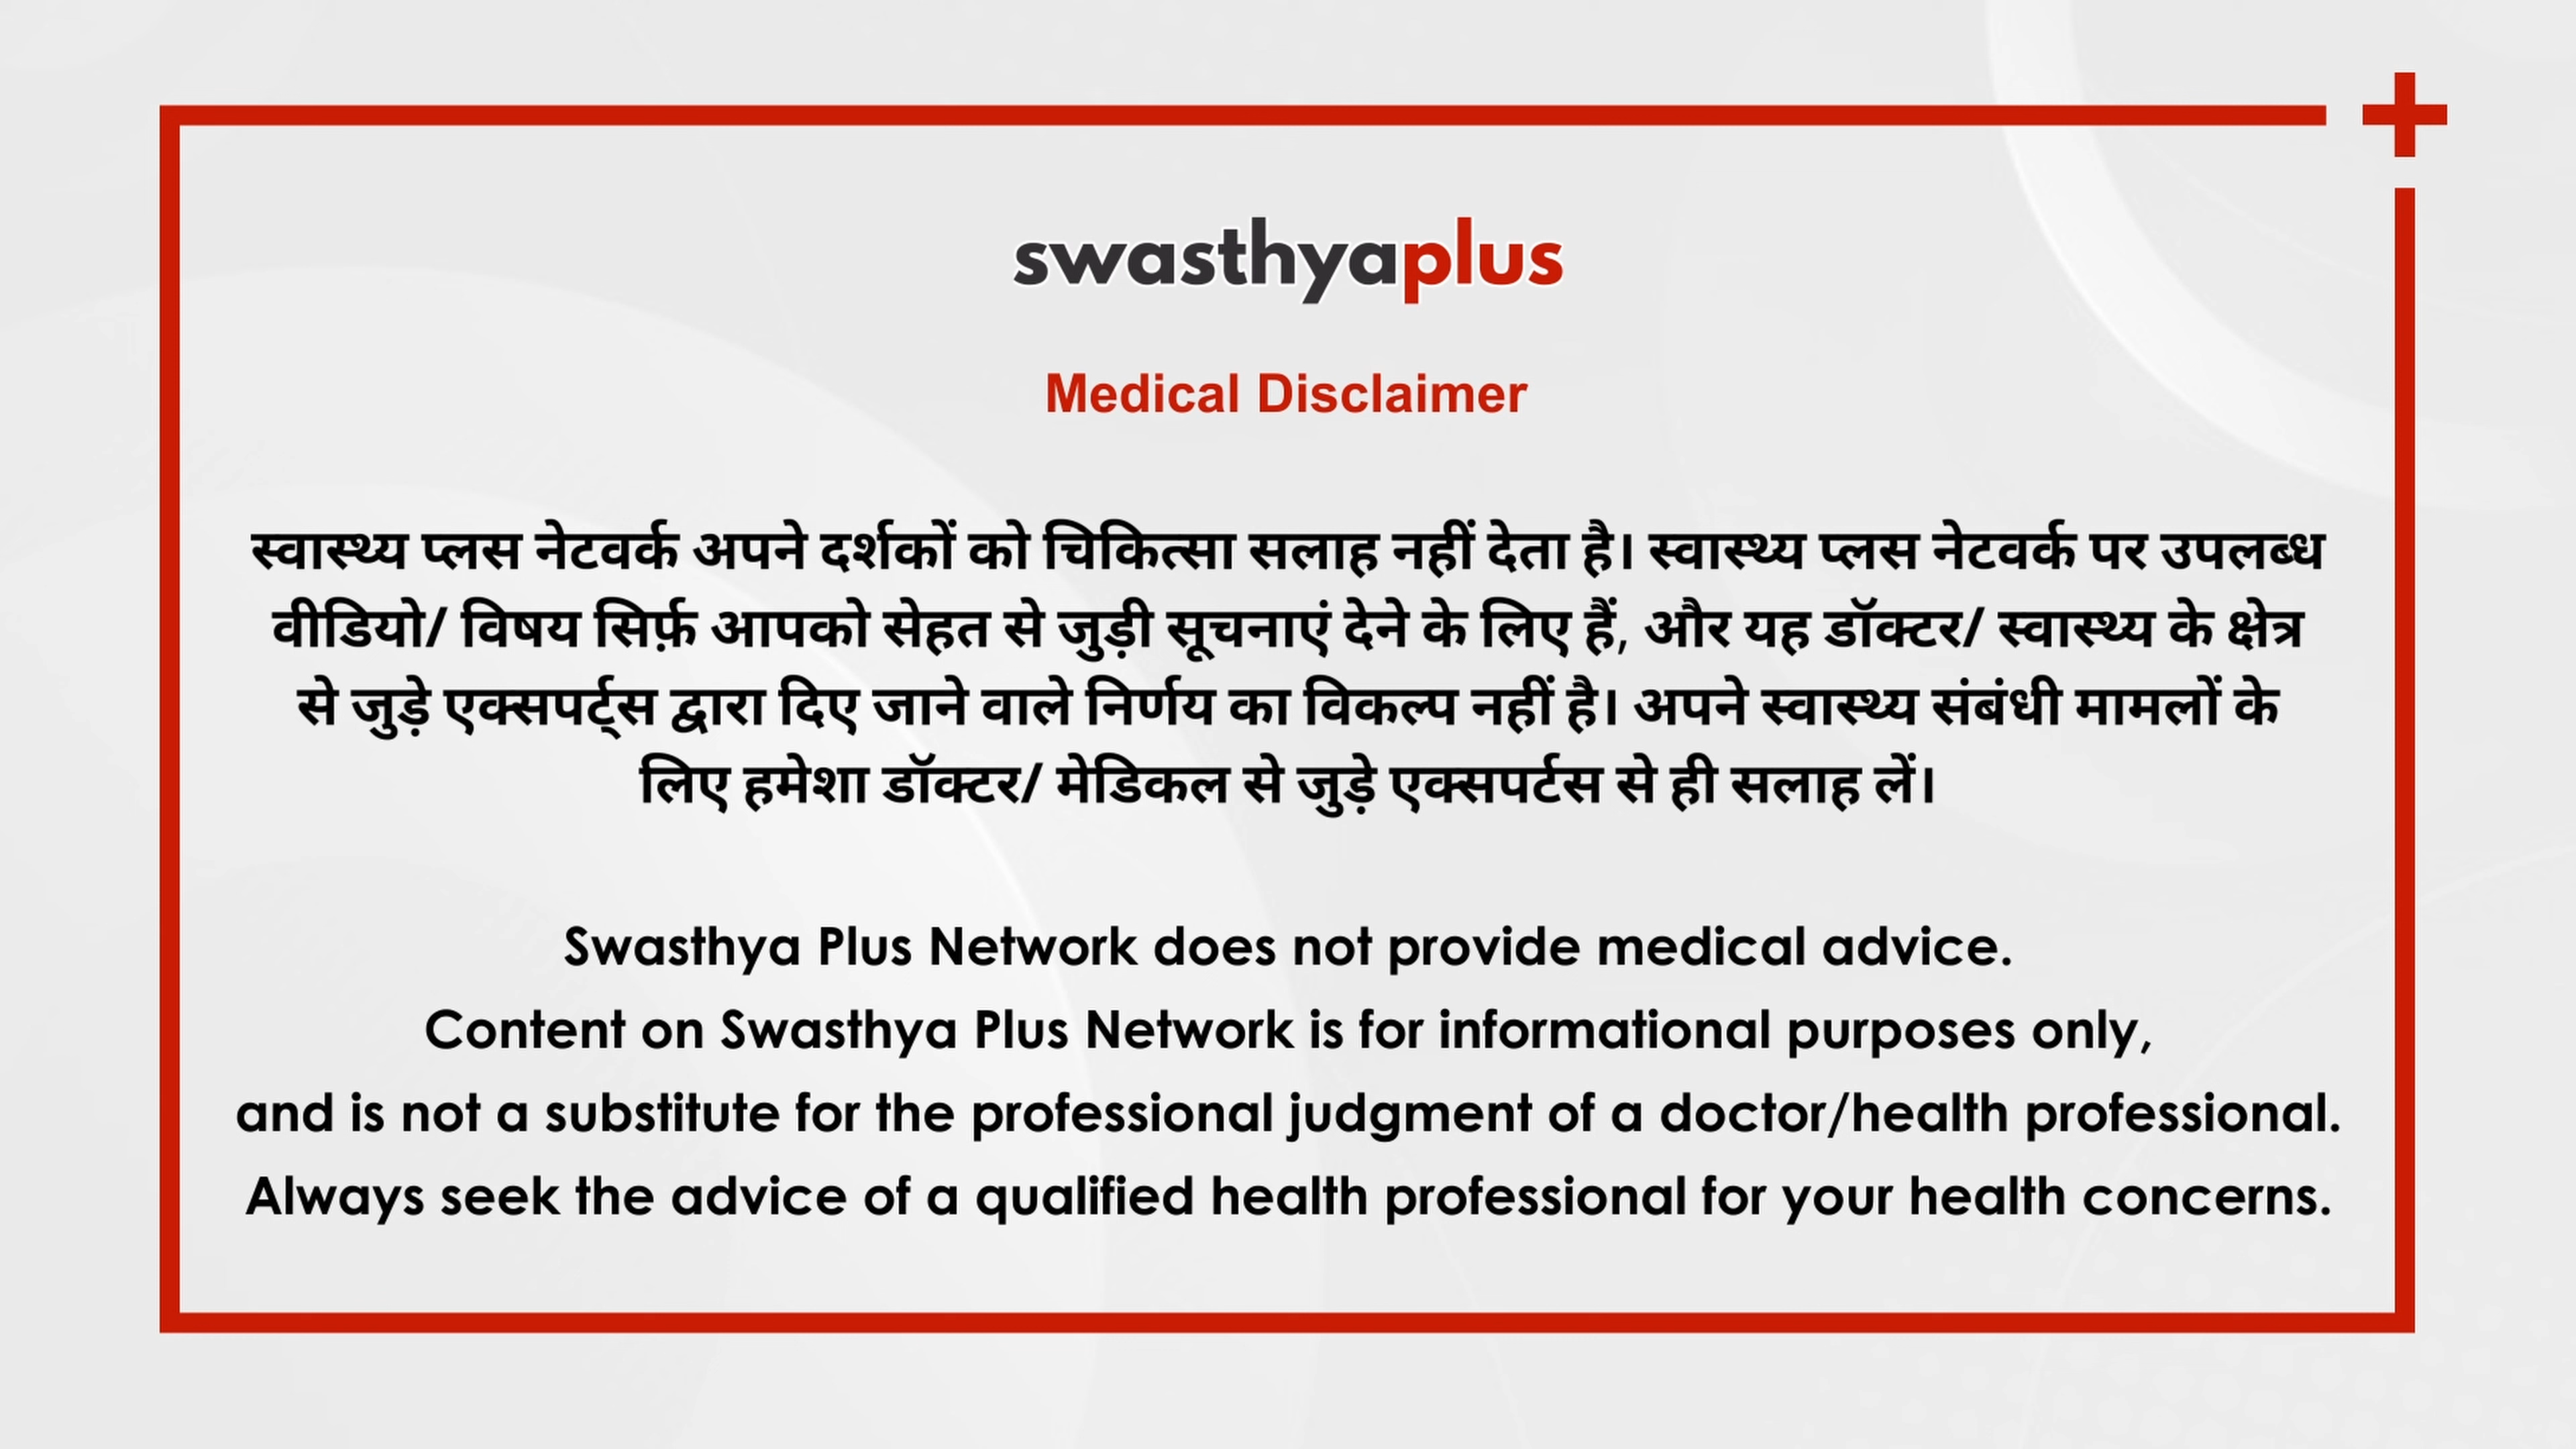 swasthyaplus
Medical Disclaimer
स्वास्थ्य प्लस नेटवर्क अपने दर्शकों को चिकित्सा सलाह नहीं देता है। स्वास्थ्य प्लस नेटवर्क पर उपलब्ध
वीडियो/ विषय सिर्फ़ आपको सेहत से जुड़ी सूचनाएं देने के लिए हैं, और यह डॉक्टर/ स्वास्थ्य के क्षेत्र
से जुड़े एक्सपर्ट्स द्वारा दिए जाने वाले निर्णय का विकल्प नहीं है। अपने स्वास्थ्य संबंधी मामलों के
लिए हमेशा डॉक्टर/ मेडिकल से जुड़े एक्सपर्टस से ही सलाह लें।
Swasthya Plus Network does not provide medical advice.
Content on Swasthya Plus Network is for informational purposes only,
and is not a substitute for the professional judgment of a doctor/health professional.
Always seek the advice of a qualified health professional for your health concerns.